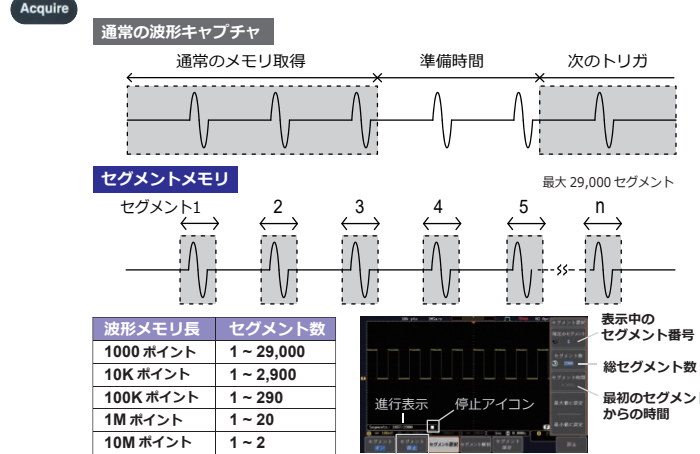 Acquire
通常の波形キャプチャ
通常のメモリ取得
準備時間
次のトリガ
セグメントメモリ
最大 29,000 セグメント
セグメント1
2
3
4
5
n
波形メモリ長 セグメント数
1000 ポイント 1 ~ 29,000
10K ポイント 1 ~ 2,900
100K ポイント 1 ~ 290
1M ポイント 1 ~ 20
10M ポイント 1 ~ 2
表示中の
セグメント番号
総セグメント数
最初のセグメント
からの時間
進行表示
停止アイコン